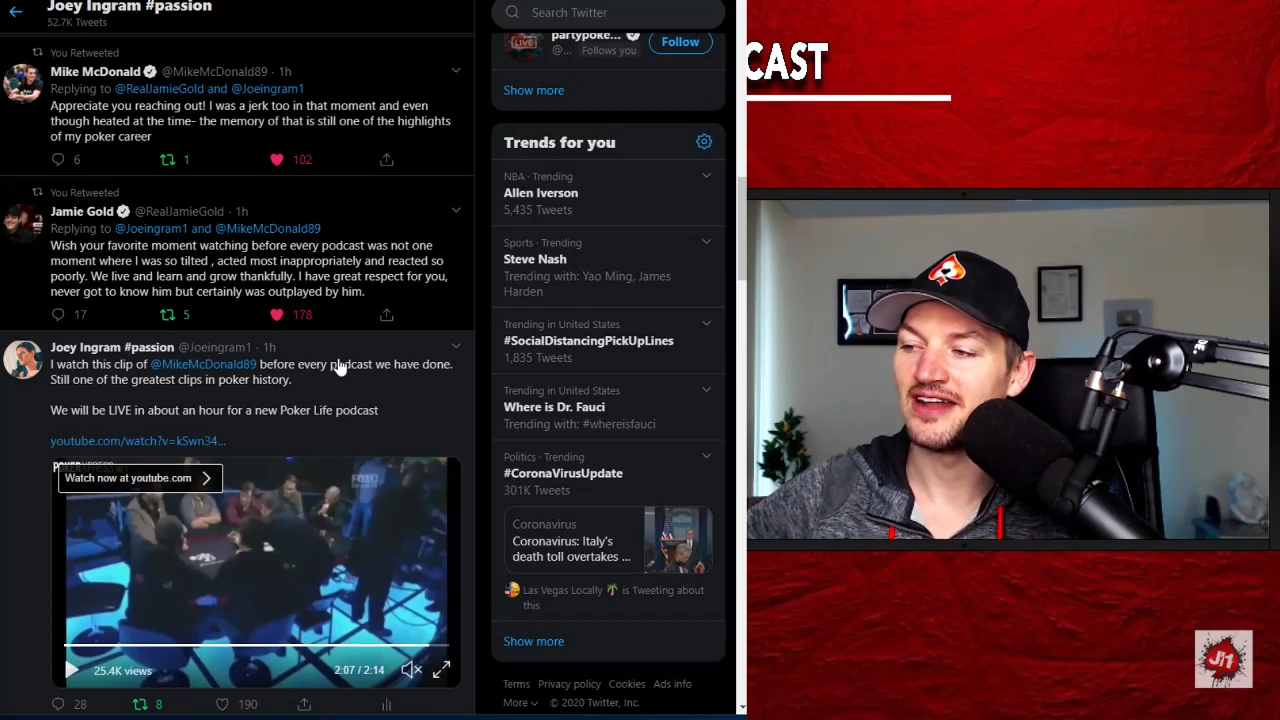 Joey Ingram #passion
52.7K Tweets
You Retweeted
Mike McDonald @MikeMcDonald89 · 1h
Replying to @RealJamieGold and @Joeingram1
Appreciate you reaching out! I was a jerk too in that moment and even
though heated at the time- the memory of that is still one of the highlights
of my poker career
6 1 102
You Retweeted
Jamie Gold @RealJamieGold · 1h
Replying to @Joeingram1 and @MikeMcDonald89
Wish your favorite moment watching before every podcast was not one
moment where I was so tilted , acted most inappropriately and reacted so
poorly. We live and learn and grow thankfully. I have great respect for you,
never got to know him but certainly was outplayed by him.
17 5 178
Joey Ingram #passion @Joeingram1 · 1h
I watch this clip of @MikeMcDonald89 before every podcast we have done.
Still one of the greatest clips in poker history.
We will be LIVE in about an hour for a new Poker Life podcast
youtube.com/watch?v=kSwn34...
Watch now at youtube.com
25.4K views
2:07 / 2:14
28 8 190
Search Twitter
LIVE
partypoke...
@... Follows you
Follow
Show more
Trends for you
NBA · Trending
Allen Iverson
5,435 Tweets
Sports · Trending
Steve Nash
Trending with: Yao Ming, James
Harden
Trending in United States
#SocialDistancingPickUpLines
1,835 Tweets
Trending in United States
Where is Dr. Fauci
Trending with: #whereisfauci
Politics · Trending
#CoronaVirusUpdate
301K Tweets
Coronavirus
Coronavirus: Italy's
death toll overtakes ...
Las Vegas Locally 🌴 is Tweeting about
this
Show more
Terms Privacy policy Cookies Ads info
More © 2020 Twitter, Inc.
CAST
Ji1